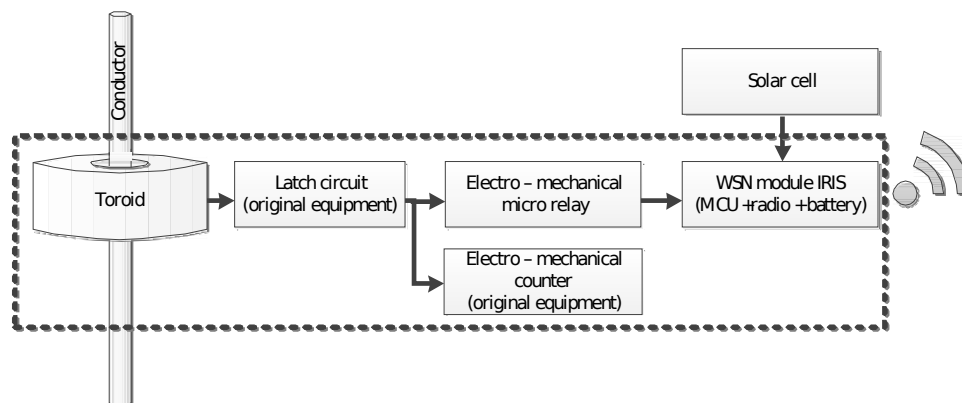 Conductor
Solar cell
Toroid
Latch circuit
(original equipment)
Electro – mechanical
micro relay
WSN module IRIS
(MCU +radio +battery)
Electro – mechanical
counter
(original equipment)